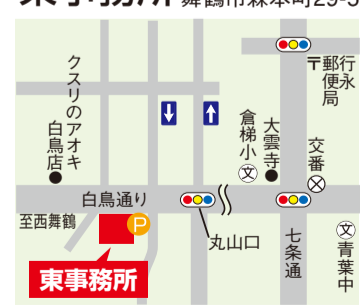 東事務所 舞鶴市森本町29-5
クスリのアオキ
白鳥店
〒行永
郵便局
倉梯小
文
大雲寺
交番
白鳥通り
至西舞鶴
P
丸山口
七条通
文
青葉中
東事務所